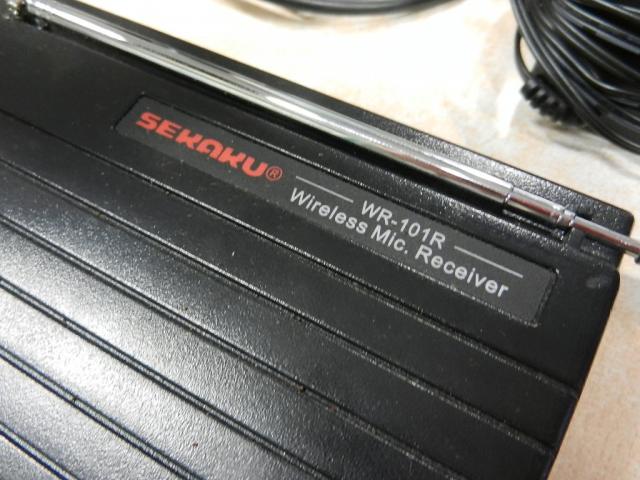 SEKAKU®
WR-101R
Wireless Mic. Receiver